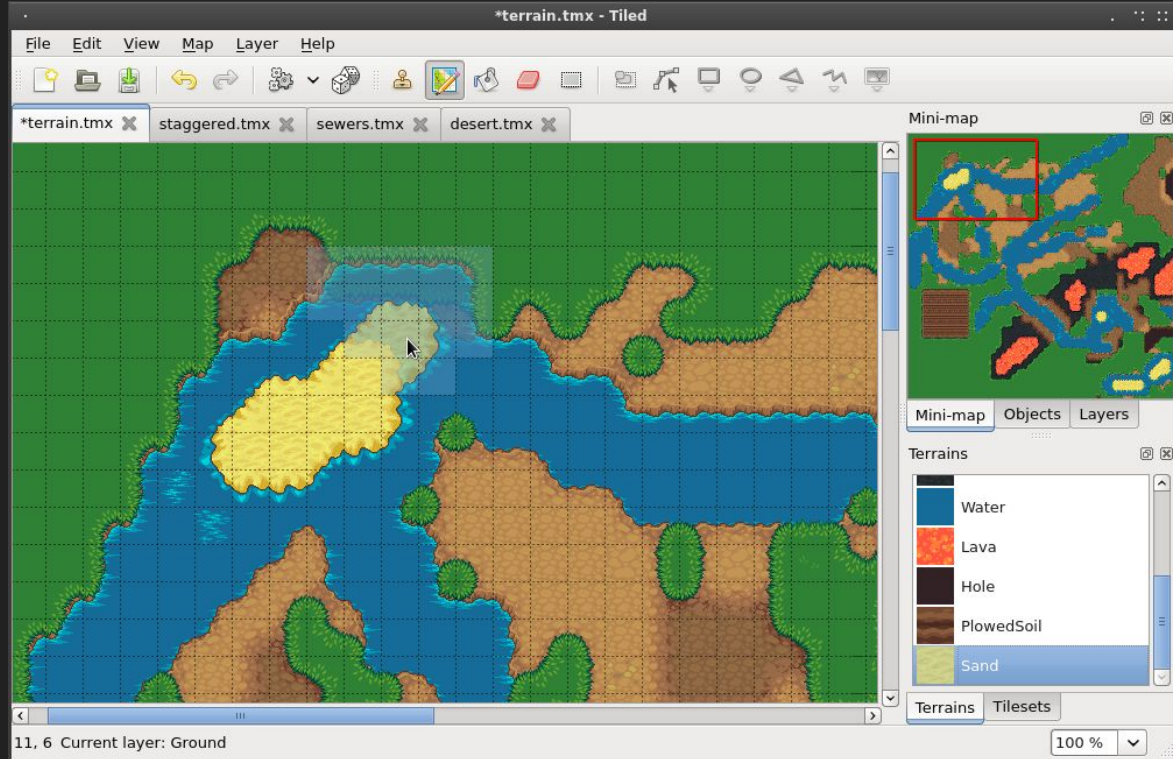 *terrain.tmx - Tiled
File Edit View Map Layer Help
*terrain.tmx staggered.tmx sewers.tmx desert.tmx
Mini-map
Mini-map Objects Layers
Terrains
Water
Lava
Hole
PlowedSoil
Sand
Terrains Tilesets
11, 6 Current layer: Ground
100 %